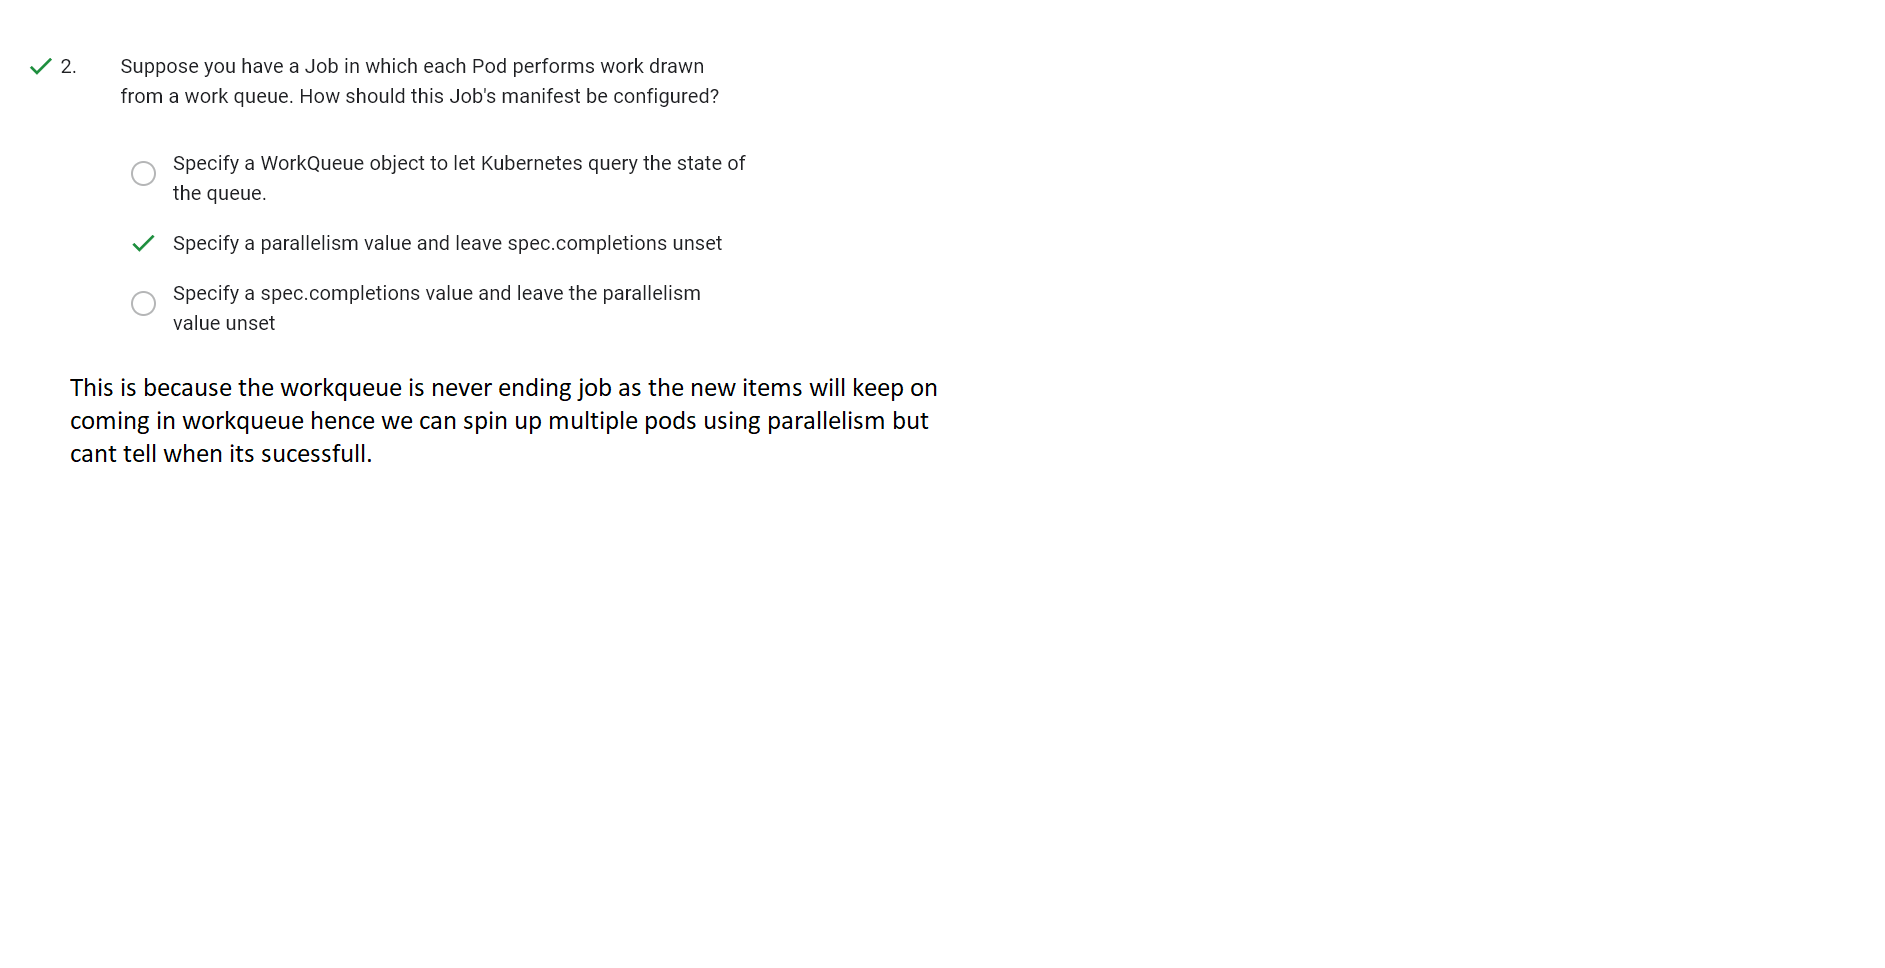 2. Suppose you have a Job in which each Pod performs work drawn
from a work queue. How should this Job's manifest be configured?
Specify a WorkQueue object to let Kubernetes query the state of
the queue.
Specify a parallelism value and leave spec.completions unset
Specify a spec.completions value and leave the parallelism
value unset
This is because the workqueue is never ending job as the new items will keep on
coming in workqueue hence we can spin up multiple pods using parallelism but
cant tell when its sucessfull.